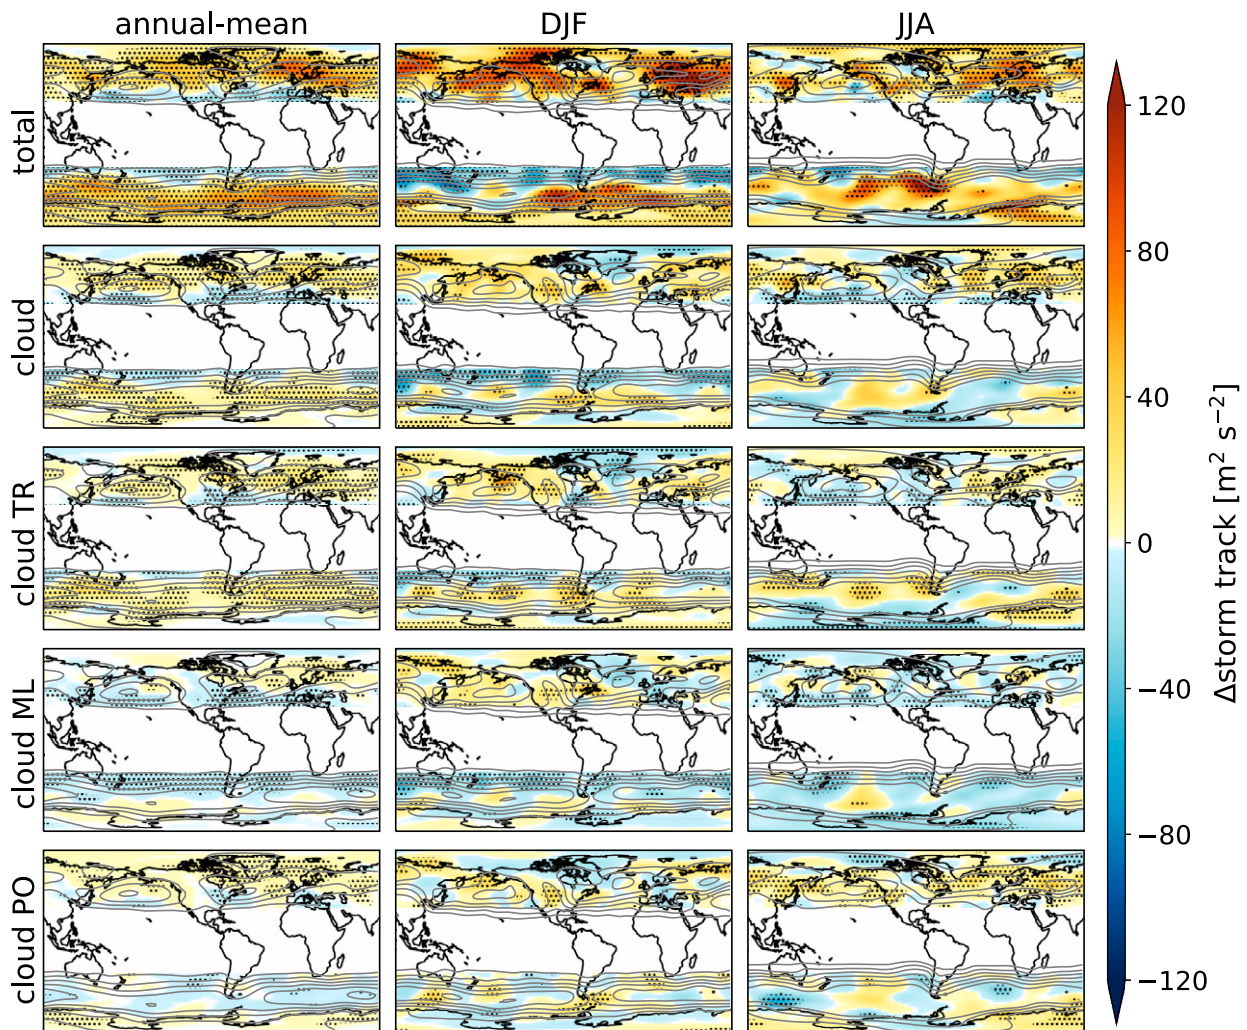 annual-mean DJF JJA
total
cloud
cloud TR
cloud ML
cloud PO
120
80
40
0
−40
−80
−120
Δstorm track [m² s⁻²]